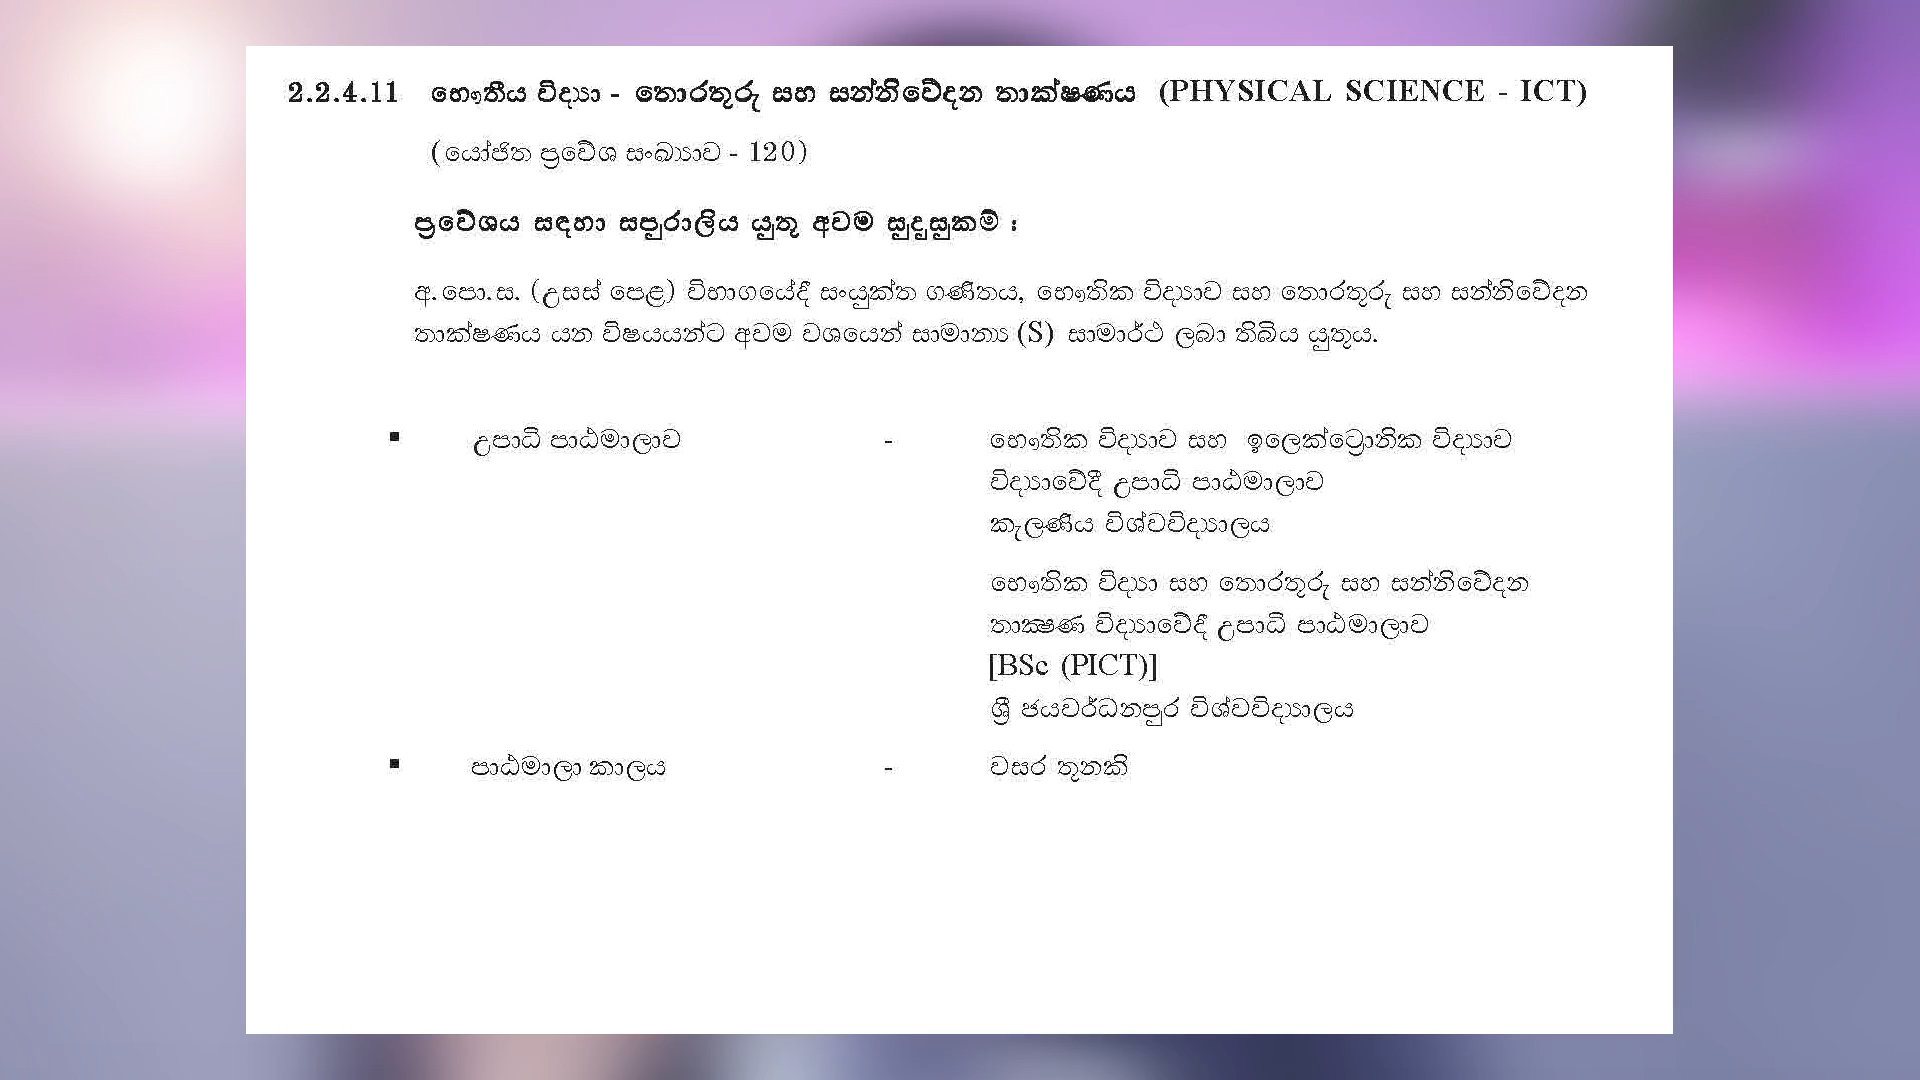 2.2.4.11 භෞතීය විද්‍යා - තොරතුරු සහ සන්නිවේදන තාක්ෂණය (PHYSICAL SCIENCE - ICT)
(යෝජිත ප්‍රවේශ සංඛ්‍යාව - 120)
ප්‍රවේශය සඳහා සපුරාලිය යුතු අවම සුදුසුකම් :
අ.පො.ස. (උසස් පෙළ) විභාගයේදී සංයුක්ත ගණිතය, භෞතික විද්‍යාව සහ තොරතුරු සහ සන්නිවේදන
තාක්ෂණය යන විෂයයන්ට අවම වශයෙන් සාමාන්‍ය (S) සාමාර්ථ ලබා තිබිය යුතුය.
▪ උපාධි පාඨමාලාව - භෞතික විද්‍යාව සහ ඉලෙක්ට්‍රොනික විද්‍යාව
විද්‍යාවේදී උපාධි පාඨමාලාව
කැලණිය විශ්වවිද්‍යාලය
භෞතික විද්‍යා සහ තොරතුරු සහ සන්නිවේදන
තාක්‍ෂණ විද්‍යාවේදී උපාධි පාඨමාලාව
[BSc (PICT)]
ශ්‍රී ජයවර්ධනපුර විශ්වවිද්‍යාලය
▪ පාඨමාලා කාලය - වසර තුනකි